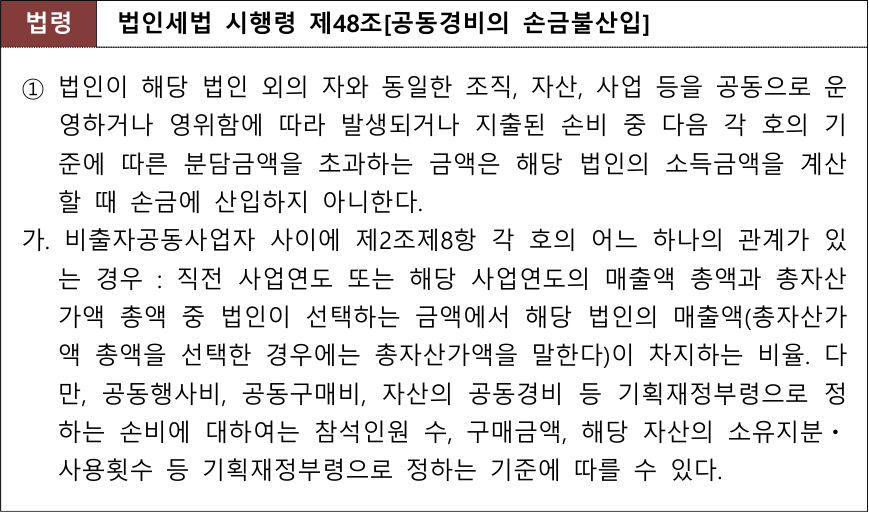 법령 법인세법 시행령 제48조[공동경비의 손금불산입]
① 법인이 해당 법인 외의 자와 동일한 조직, 자산, 사업 등을 공동으로 운
영하거나 영위함에 따라 발생되거나 지출된 손비 중 다음 각 호의 기
준에 따른 분담금액을 초과하는 금액은 해당 법인의 소득금액을 계산
할 때 손금에 산입하지 아니한다.
가. 비출자공동사업자 사이에 제2조제8항 각 호의 어느 하나의 관계가 있
는 경우 : 직전 사업연도 또는 해당 사업연도의 매출액 총액과 총자산
가액 총액 중 법인이 선택하는 금액에서 해당 법인의 매출액(총자산가
액 총액을 선택한 경우에는 총자산가액을 말한다)이 차지하는 비율. 다
만, 공동행사비, 공동구매비, 자산의 공동경비 등 기획재정부령으로 정
하는 손비에 대하여는 참석인원 수, 구매금액, 해당 자산의 소유지분・
사용횟수 등 기획재정부령으로 정하는 기준에 따를 수 있다.